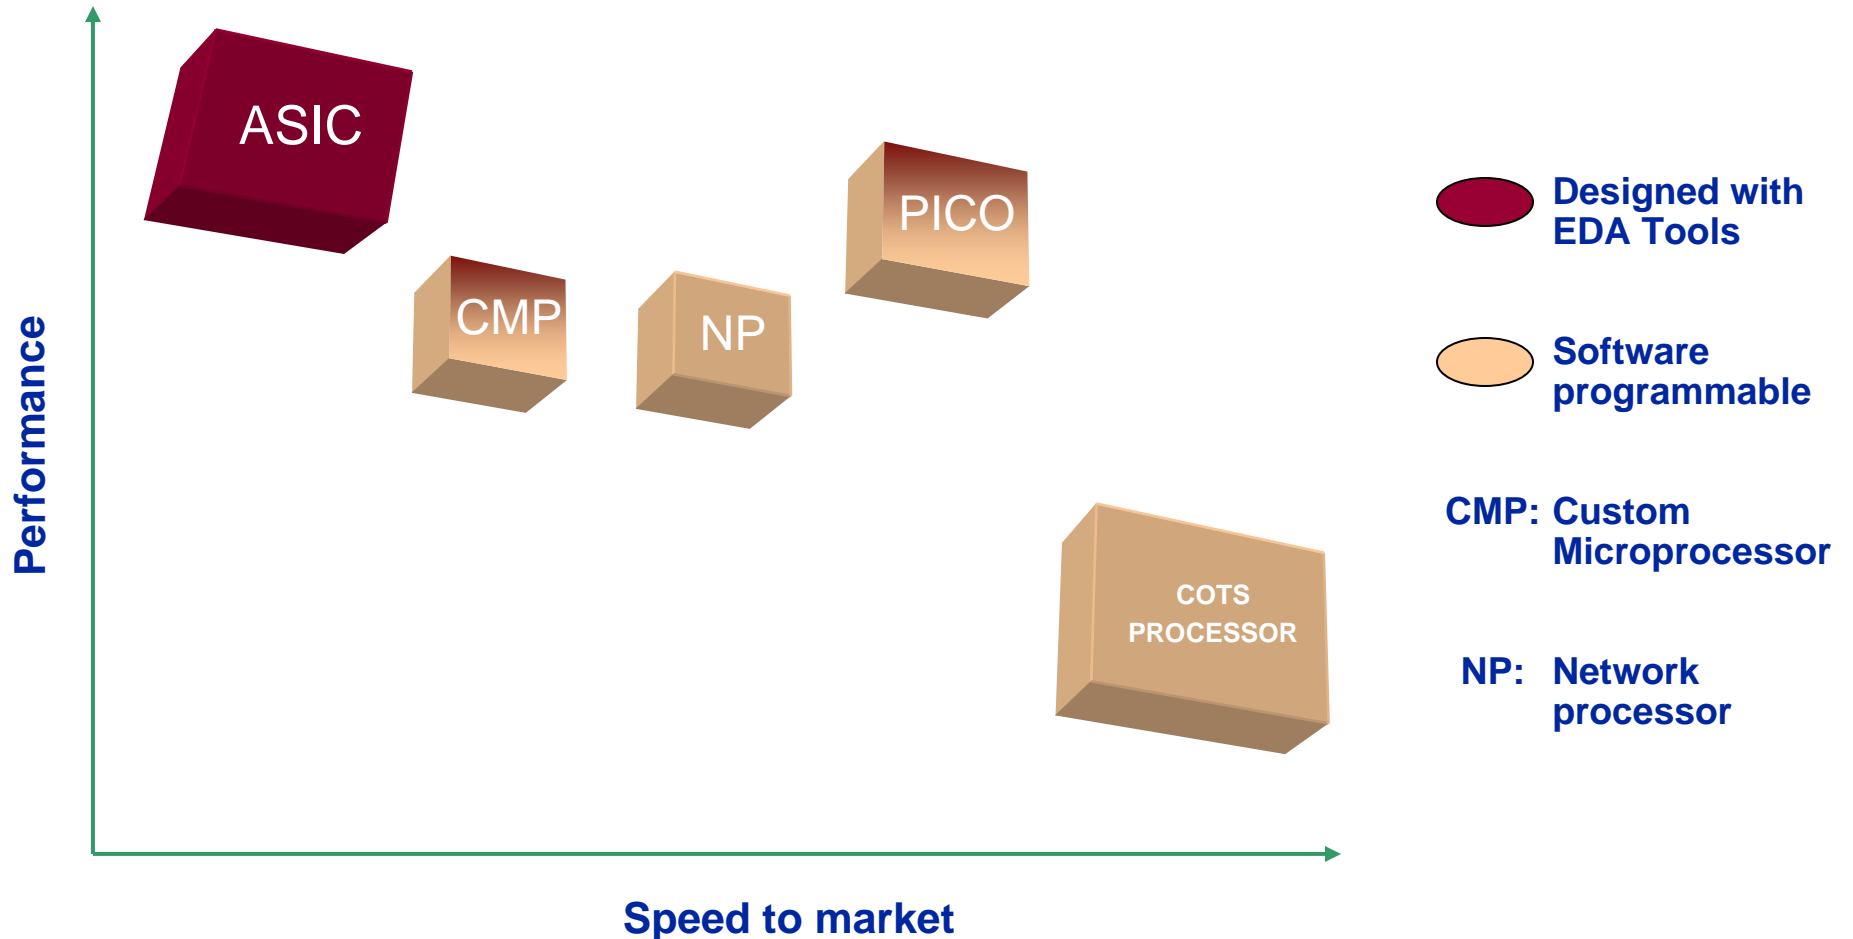 Performance
ASIC
CMP
NP
PICO
COTS
PROCESSOR
Speed to market
Designed with
EDA Tools
Software
programmable
CMP: Custom
Microprocessor
NP: Network
processor